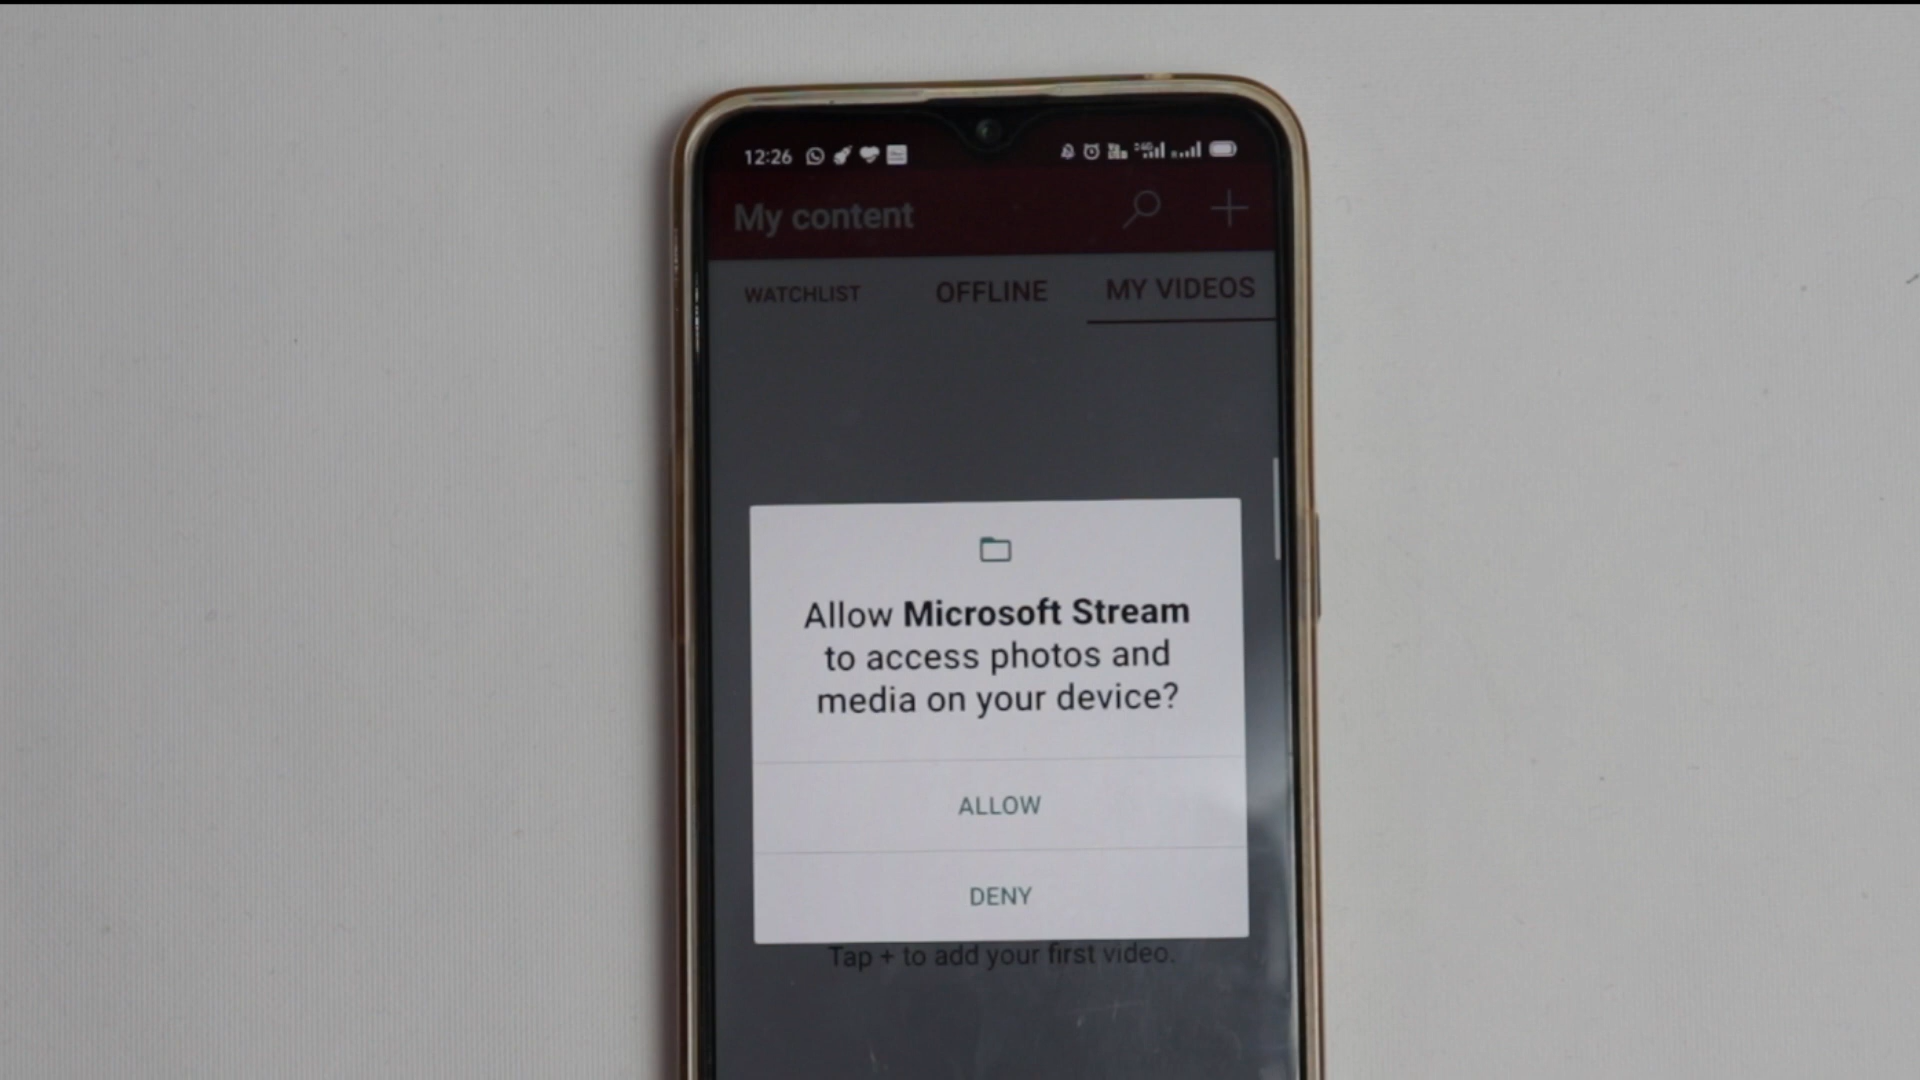 12:26
My content
WATCHLIST OFFLINE MY VIDEOS
Allow Microsoft Stream
to access photos and
media on your device?
ALLOW
DENY
Tap + to add your first video.